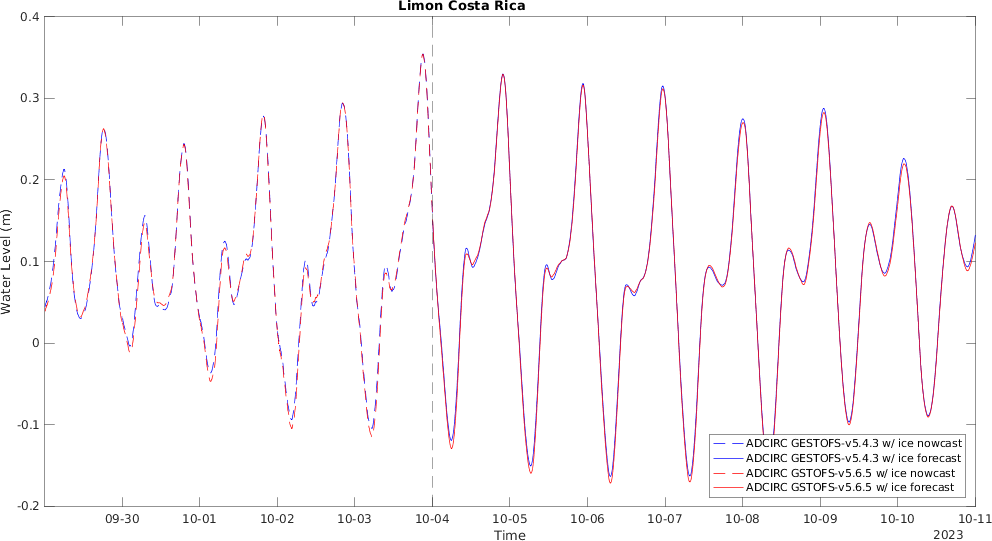 Limon Costa Rica
Water Level (m)
0.4
0.3
0.2
0.1
0
-0.1
-0.2
ADCIRC GESTOFS-v5.4.3 w/ ice nowcast
ADCIRC GESTOFS-v5.4.3 w/ ice forecast
ADCIRC GSTOFS-v5.6.5 w/ ice nowcast
ADCIRC GSTOFS-v5.6.5 w/ ice forecast
09-30 10-01 10-02 10-03 10-04 10-05 10-06 10-07 10-08 10-09 10-10 10-11
Time
2023